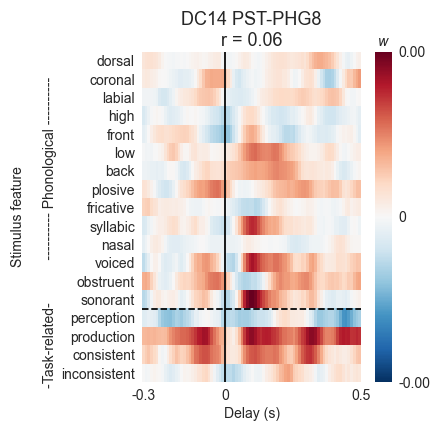 DC14 PST-PHG8
r = 0.06
w
dorsal
coronal
labial
high
front
low
back
plosive
fricative
syllabic
nasal
voiced
obstruent
sonorant
perception
production
consistent
inconsistent
Stimulus feature
-Task-related- ---------- Phonological ----------
0.00
0
-0.00
-0.3 0 0.5
Delay (s)